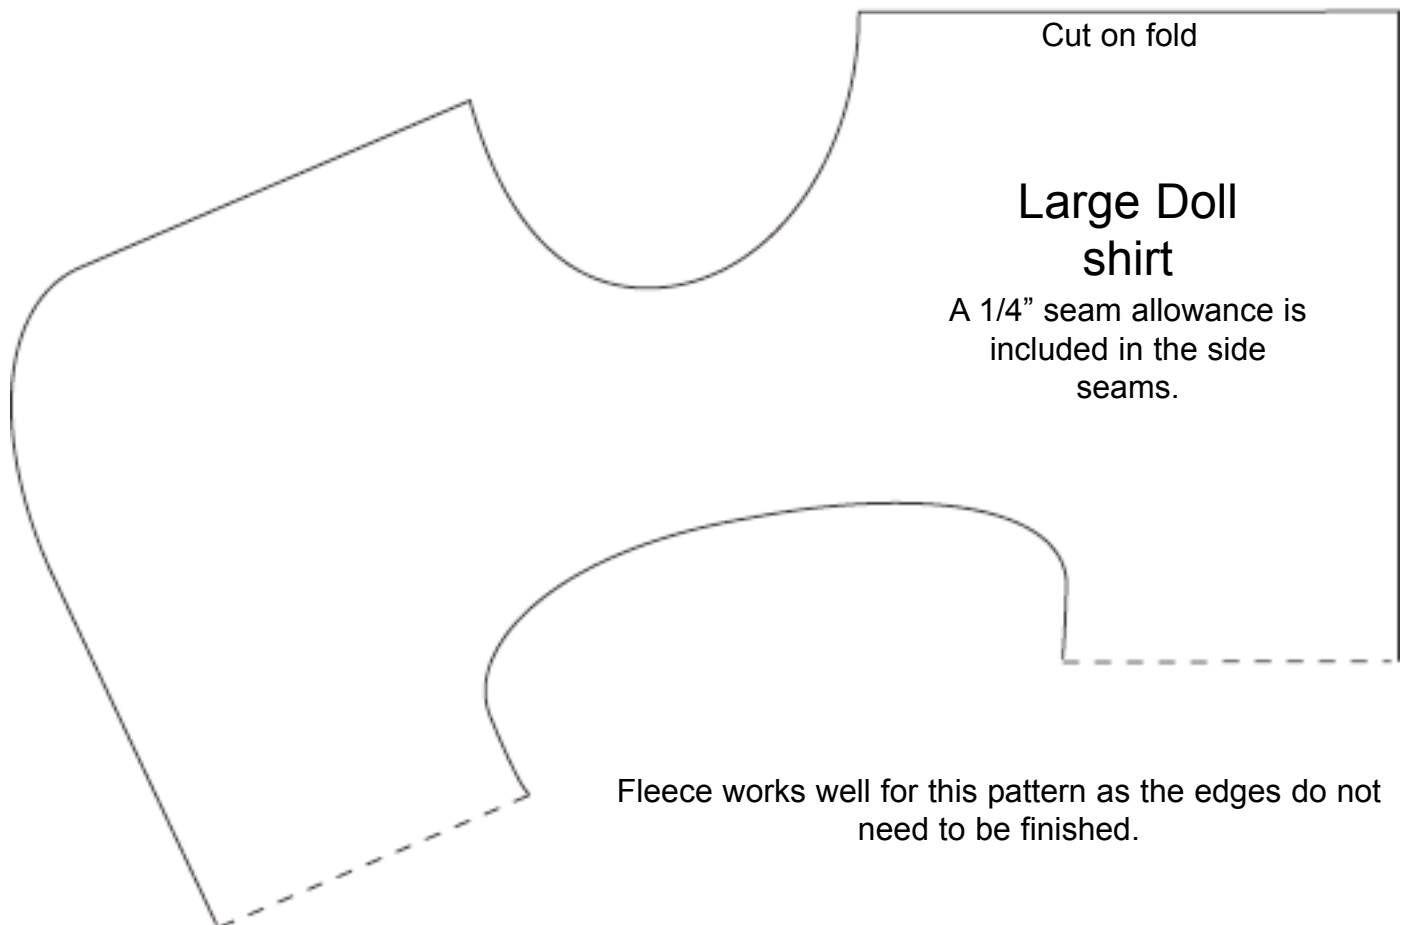 Cut on fold
Large Doll
shirt
A 1/4” seam allowance is
included in the side
seams.
Fleece works well for this pattern as the edges do not
need to be finished.